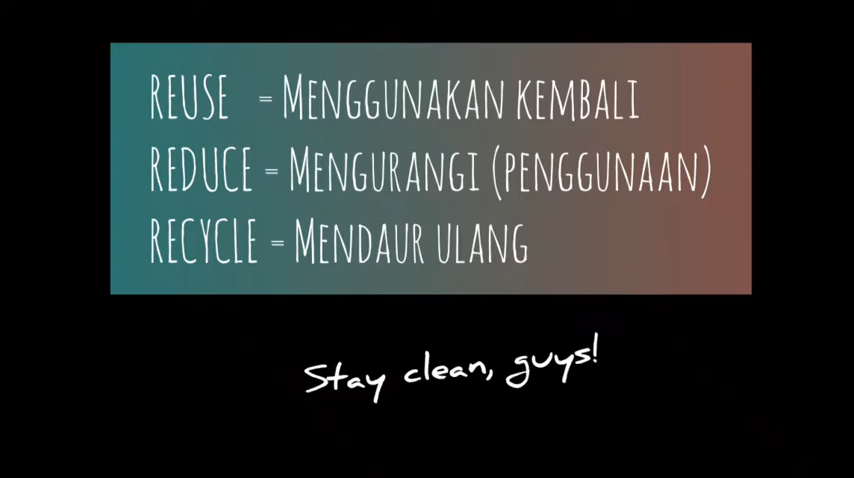 REUSE = MENGGUNAKAN KEMBALI
REDUCE = MENGURANGI (PENGGUNAAN)
RECYCLE = MENDAUR ULANG
Stay clean, guys!